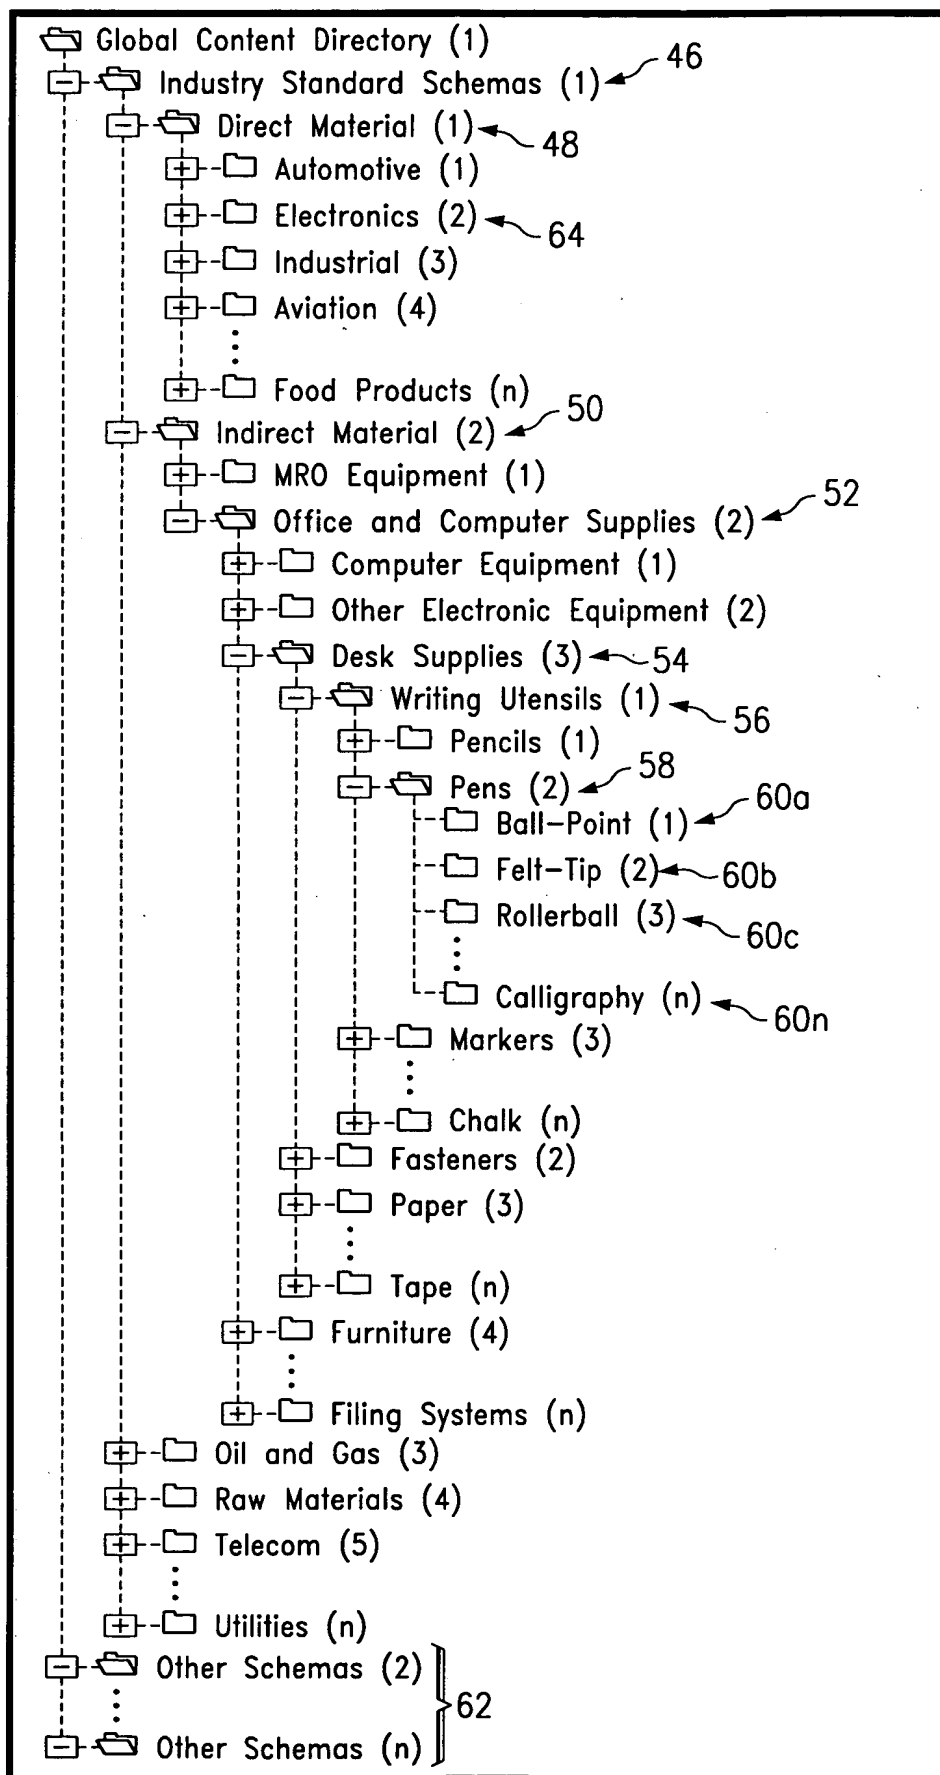 Global Content Directory (1)
Industry Standard Schemas (1) 46
Direct Material (1) 48
Automotive (1)
Electronics (2) 64
Industrial (3)
Aviation (4)
Food Products (n)
Indirect Material (2) 50
MRO Equipment (1)
Office and Computer Supplies (2) 52
Computer Equipment (1)
Other Electronic Equipment (2)
Desk Supplies (3) 54
Writing Utensils (1) 56
Pencils (1)
Pens (2) 58
Ball-Point (1) 60a
Felt-Tip (2) 60b
Rollerball (3) 60c
Calligraphy (n) 60n
Markers (3)
Chalk (n)
Fasteners (2)
Paper (3)
Tape (n)
Furniture (4)
Filing Systems (n)
Oil and Gas (3)
Raw Materials (4)
Telecom (5)
Utilities (n)
Other Schemas (2)
62
Other Schemas (n)